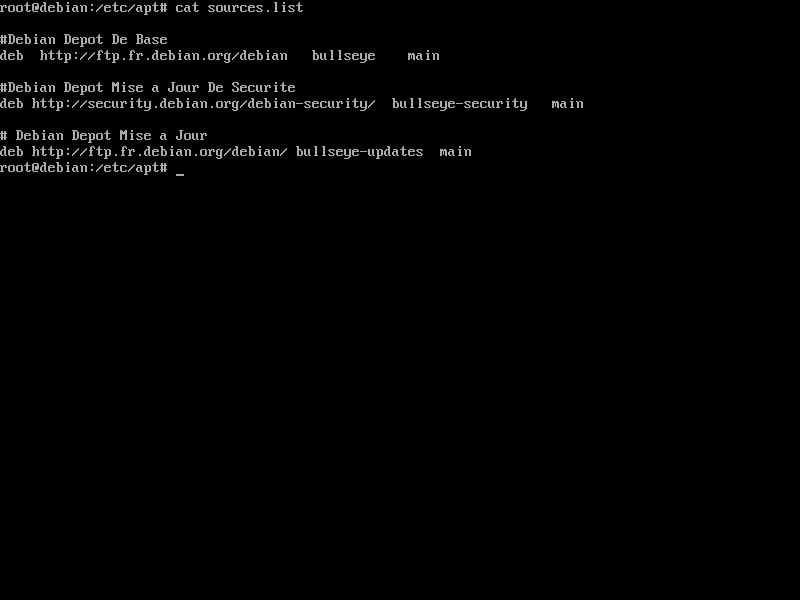 root@debian:/etc/apt# cat sources.list
#Debian Depot De Base
deb  http://ftp.fr.debian.org/debian   bullseye    main
#Debian Depot Mise a Jour De Securite
deb http://security.debian.org/debian-security/  bullseye-security   main
# Debian Depot Mise a Jour
deb http://ftp.fr.debian.org/debian/ bullseye-updates  main
root@debian:/etc/apt# _